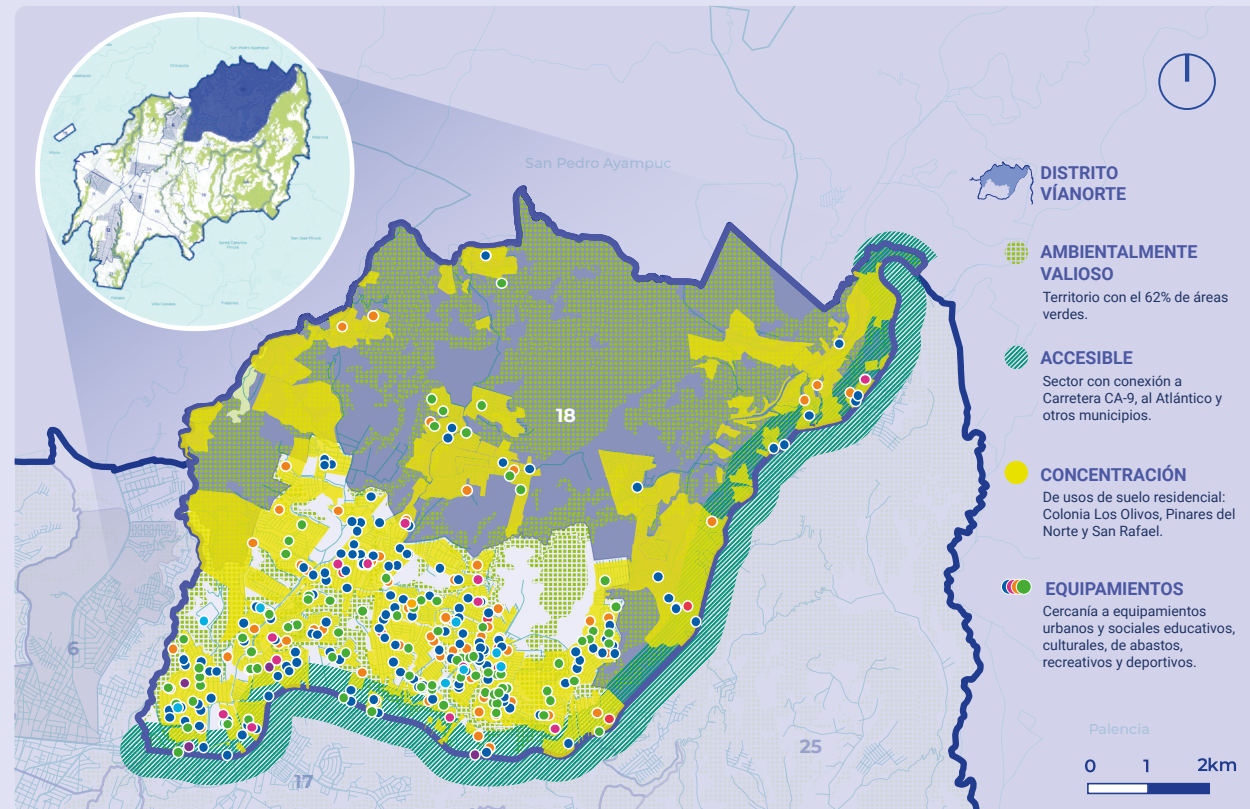 San Pedro Ayampuc
San Pedro Ayampuc
DISTRITO
VÍANORTE
AMBIENTALMENTE
VALIOSO
Territorio con el 62% de áreas
verdes.
ACCESIBLE
Sector con conexión a
Carretera CA-9, al Atlántico y
otros municipios.
CONCENTRACIÓN
De usos de suelo residencial:
Colonia Los Olivos, Pinares del
Norte y San Rafael.
EQUIPAMIENTOS
Cercanía a equipamientos
urbanos y sociales educativos,
culturales, de abastos,
recreativos y deportivos.
18
6
17
25
Palencia
0 1 2km